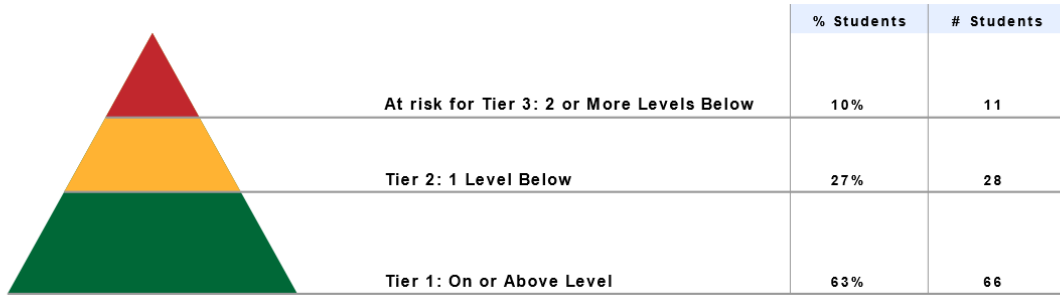 % Students # Students
At risk for Tier 3: 2 or More Levels Below 10% 11
Tier 2: 1 Level Below 27% 28
Tier 1: On or Above Level 63% 66